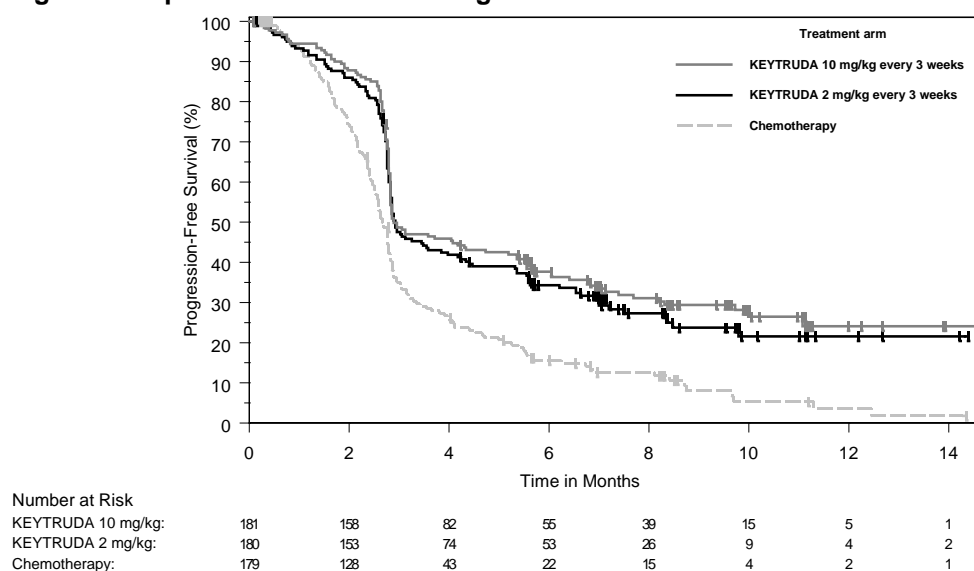 100
90
80
70
60
50
40
30
20
10
0
Progression-Free Survival (%)
Treatment arm
KEYTRUDA 10 mg/kg every 3 weeks
KEYTRUDA 2 mg/kg every 3 weeks
Chemotherapy
0 2 4 6 8 10 12 14
Time in Months
Number at Risk
KEYTRUDA 10 mg/kg: 181 158 82 55 39 15 5 1
KEYTRUDA 2 mg/kg: 180 153 74 53 26 9 4 2
Chemotherapy: 179 128 43 22 15 4 2 1